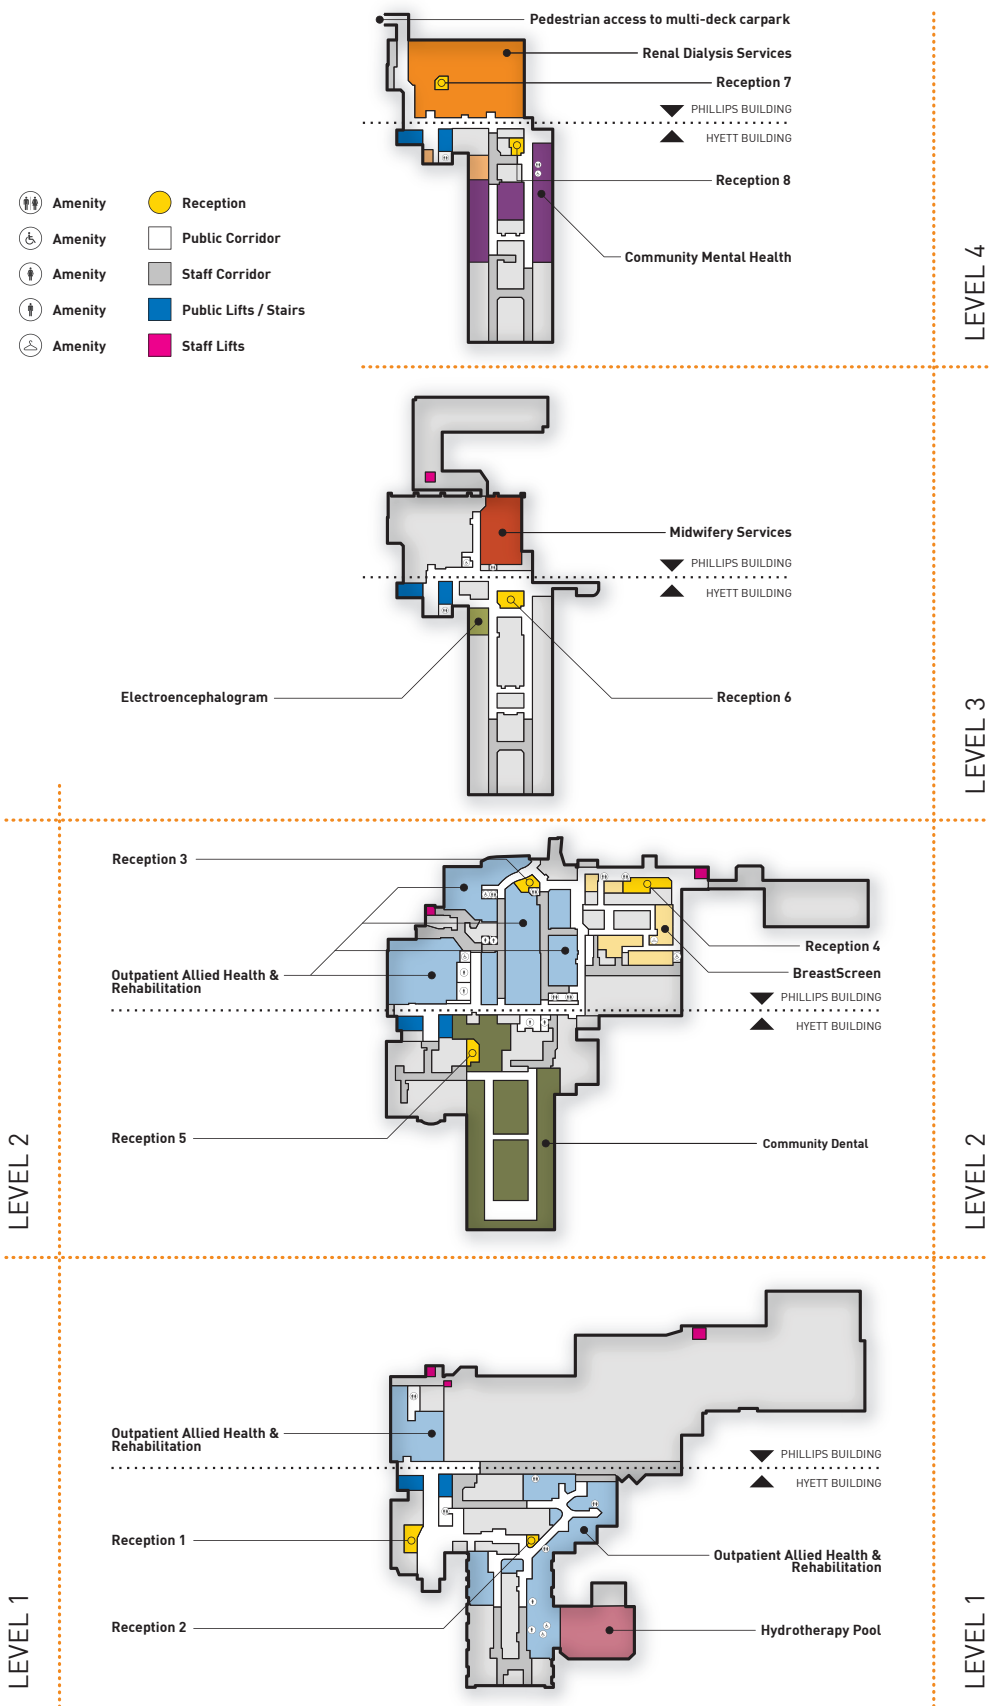 Pedestrian access to multi-deck carpark
Renal Dialysis Services
Reception 7
PHILLIPS BUILDING
HYETT BUILDING
Reception 8
Community Mental Health
LEVEL 4
Amenity
Reception
Amenity
Public Corridor
Amenity
Staff Corridor
Amenity
Public Lifts / Stairs
Amenity
Staff Lifts
Midwifery Services
PHILLIPS BUILDING
HYETT BUILDING
Electroencephalogram
Reception 6
LEVEL 3
Reception 3
Reception 4
Outpatient Allied Health &
Rehabilitation
BreastScreen
PHILLIPS BUILDING
HYETT BUILDING
Reception 5
Community Dental
LEVEL 2
LEVEL 2
Outpatient Allied Health &
Rehabilitation
PHILLIPS BUILDING
HYETT BUILDING
Reception 1
Outpatient Allied Health &
Rehabilitation
Reception 2
Hydrotherapy Pool
LEVEL 1
LEVEL 1